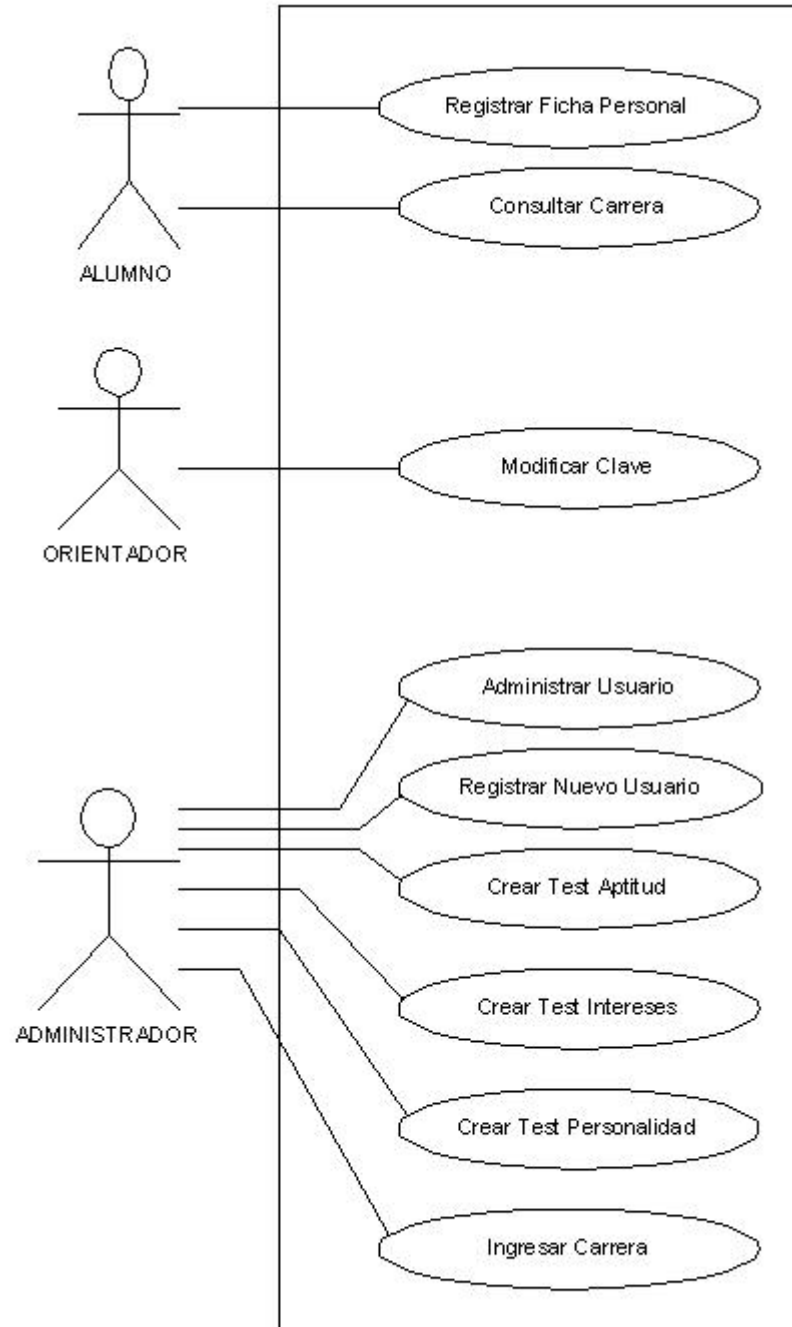 Registrar Ficha Personal
Consultar Carrera
ALUMNO
Modificar Clave
ORIENTADOR
Administrar Usuario
Registrar Nuevo Usuario
Crear Test Aptitud
Crear Test Intereses
ADMINISTRADOR
Crear Test Personalidad
Ingresar Carrera